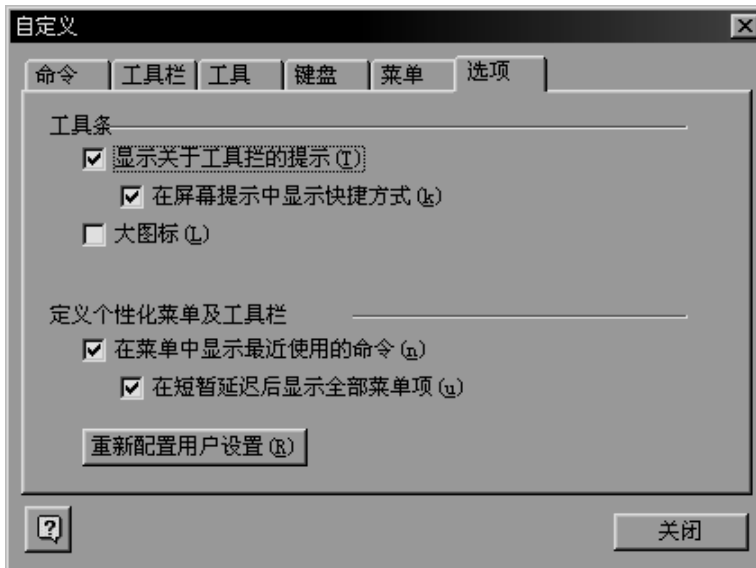 自定义
命令 工具栏 工具 键盘 菜单 选项
工具条
显示关于工具拦的提示(T)
在屏幕提示中显示快捷方式(k)
大图标(L)
定义个性化菜单及工具栏
在菜单中显示最近使用的命令(n)
在短暂延迟后显示全部菜单项(u)
重新配置用户设置(R)
关闭